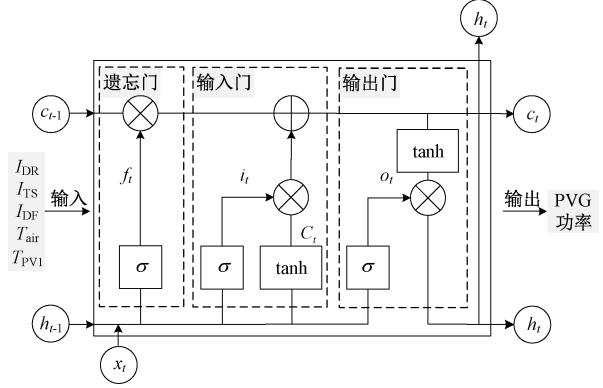 h_t
遗忘门
输入门
输出门
c_{t-1}
c_t
tanh
I_DR
I_TS
I_DF
T_air
T_PV1
输入
f_t
i_t
o_t
输出
PVG
功率
C_t
σ
σ
tanh
σ
h_{t-1}
h_t
x_t